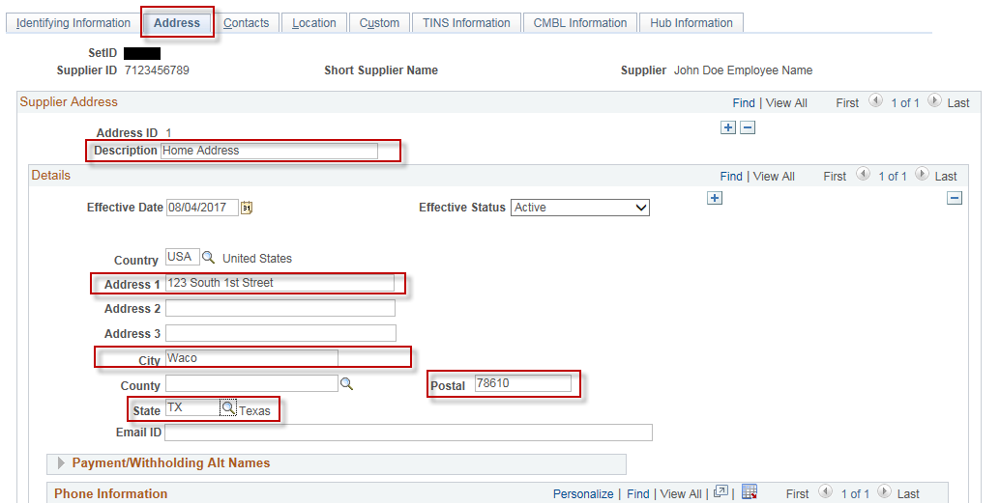 Identifying Information Address Contacts Location Custom TINS Information CMBL Information Hub Information
SetID
Supplier ID 7123456789 Short Supplier Name Supplier John Doe Employee Name
Supplier Address Find | View All First 1 of 1 Last
Address ID 1
Description Home Address
Details Find | View All First 1 of 1 Last
Effective Date 08/04/2017 31 Effective Status Active
Country USA United States
Address 1 123 South 1st Street
Address 2
Address 3
City Waco
County Postal 78610
State TX Texas
Email ID
Payment/Withholding Alt Names
Phone Information Personalize | Find | View All | | First 1 of 1 Last